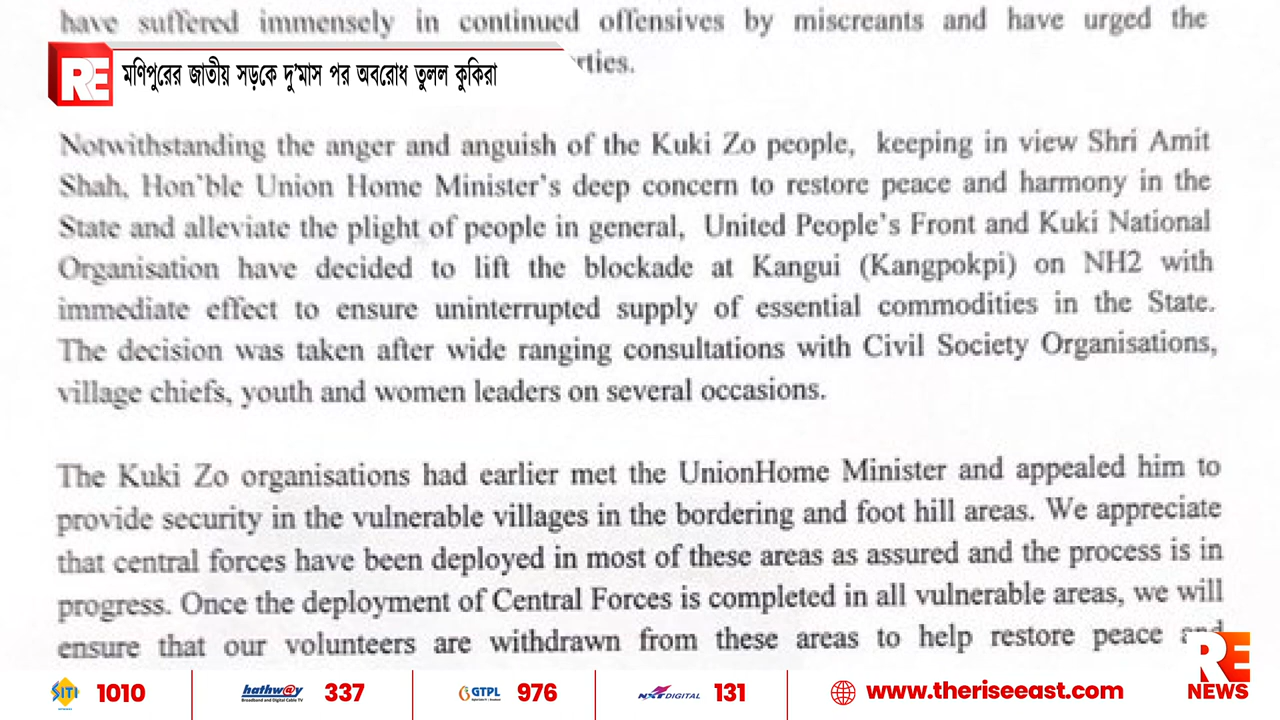 have suffered immensely in continued offensives by miscreants and have urged the
RE মণিপুরের জাতীয় সড়কে দু'মাস পর অবরোধ তুলল কুকিরা
Notwithstanding the anger and anguish of the Kuki Zo people, keeping in view Shri Amit
Shah, Hon'ble Union Home Minister's deep concern to restore peace and harmony in the
State and alleviate the plight of people in general, United People's Front and Kuki National
Organisation have decided to lift the blockade at Kangui (Kangpokpi) on NH2 with
immediate effect to ensure uninterrupted supply of essential commodities in the State.
The decision was taken after wide ranging consultations with Civil Society Organisations,
village chiefs, youth and women leaders on several occasions.
The Kuki Zo organisations had earlier met the UnionHome Minister and appealed him to
provide security in the vulnerable villages in the bordering and foot hill areas. We appreciate
that central forces have been deployed in most of these areas as assured and the process is in
progress. Once the deployment of Central Forces is completed in all vulnerable areas, we will
ensure that our volunteers are withdrawn from these areas to help restore peace
RE NEWS
SITI 1010
hathway 337
GTPL 976
NXT DIGITAL 131
www.theriseeast.com